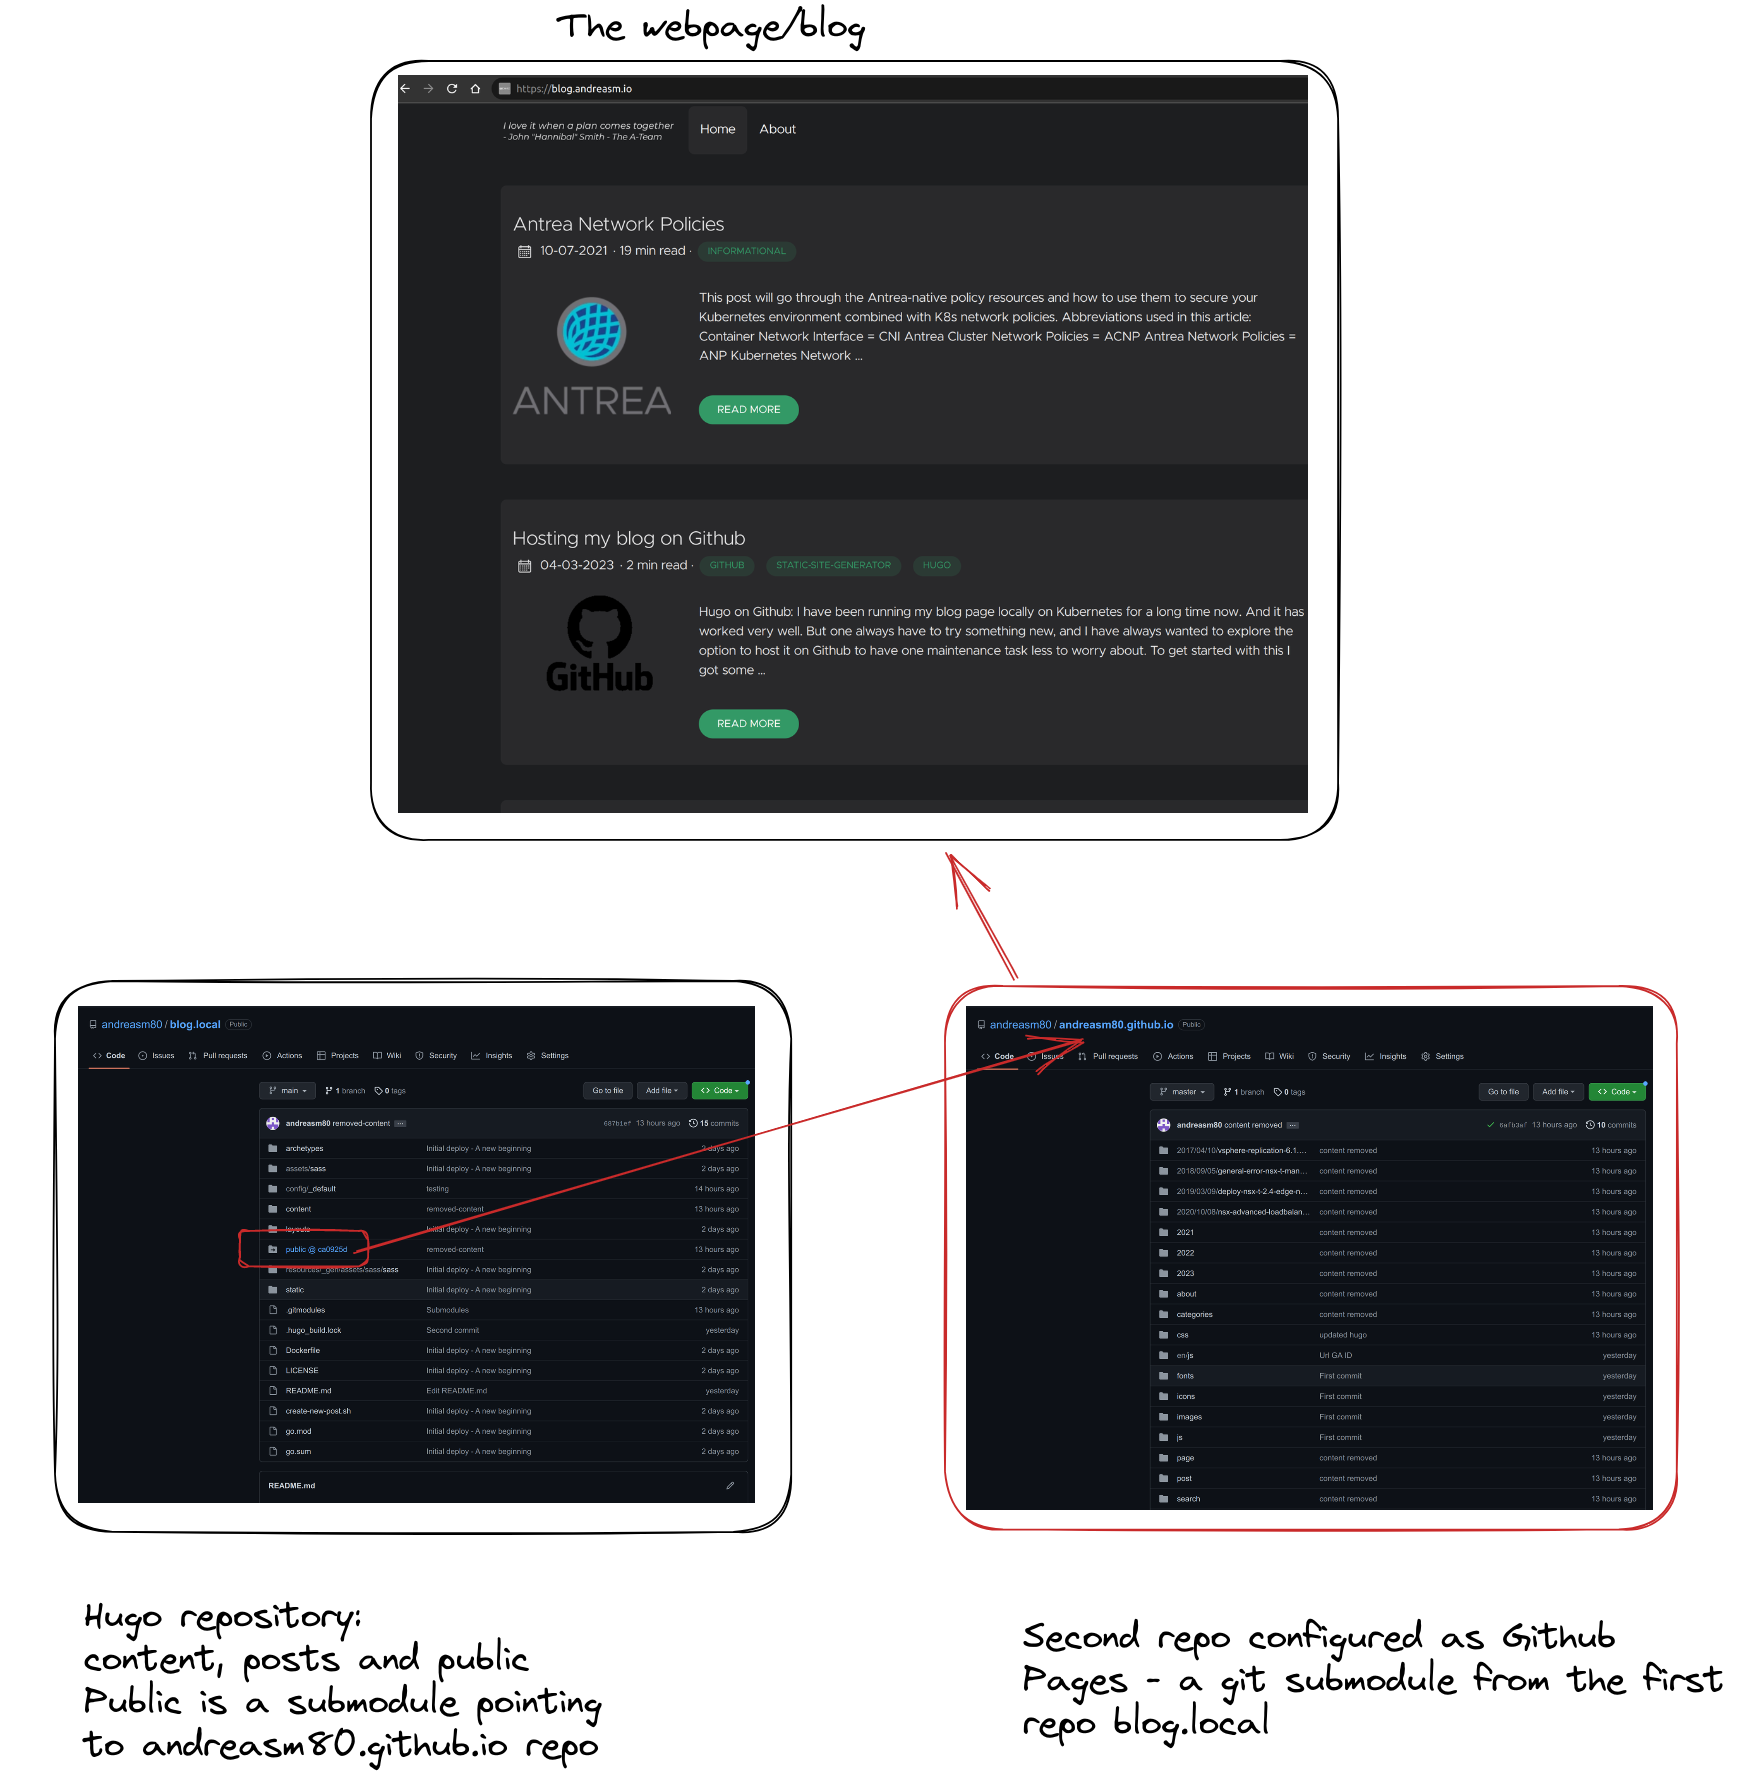 The webpage/blog
https://blog.andreasm.io
I love it when a plan comes together
- John "Hannibal" Smith - The A-Team
Home About
Antrea Network Policies
10-07-2021 · 19 min read · INFORMATIONAL
This post will go through the Antrea-native policy resources and how to use them to secure your
Kubernetes environment combined with K8s network policies. Abbreviations used in this article:
Container Network Interface = CNI Antrea Cluster Network Policies = ACNP Antrea Network Policies =
ANP Kubernetes Network ...
ANTREA
READ MORE
Hosting my blog on Github
04-03-2023 · 2 min read · GITHUB STATIC-SITE-GENERATOR HUGO
Hugo on Github: I have been running my blog page locally on Kubernetes for a long time now. And it has
worked very well. But one always have to try something new, and I have always wanted to explore the
option to host it on Github to have one maintenance task less to worry about. To get started with this I
got some ...
GitHub
READ MORE
andreasm80 / blog.local Public
Code Issues Pull requests Actions Projects Wiki Security Insights Settings
main 1 branch 0 tags Go to file Add file Code
andreasm80 removed-content 687b1ef 13 hours ago 15 commits
archetypes Initial deploy - A new beginning 2 days ago
assets/sass Initial deploy - A new beginning 2 days ago
config/_default testing 14 hours ago
content removed-content 13 hours ago
layouts Initial deploy - A new beginning 2 days ago
public @ ca0925d removed-content 13 hours ago
resources/_gen/assets/sass/sass Initial deploy - A new beginning 2 days ago
static Initial deploy - A new beginning 2 days ago
.gitmodules Submodules 13 hours ago
.hugo_build.lock Second commit yesterday
Dockerfile Initial deploy - A new beginning 2 days ago
LICENSE Initial deploy - A new beginning 2 days ago
README.md Edit README.md yesterday
create-new-post.sh Initial deploy - A new beginning 2 days ago
go.mod Initial deploy - A new beginning 2 days ago
go.sum Initial deploy - A new beginning 2 days ago
README.md
andreasm80 / andreasm80.github.io Public
Code Issues Pull requests Actions Projects Wiki Security Insights Settings
master 1 branch 0 tags Go to file Add file Code
andreasm80 content removed 6afb3ef 13 hours ago 10 commits
2017/04/10/vsphere-replication-6.1.... content removed 13 hours ago
2018/09/05/general-error-nsx-t-man... content removed 13 hours ago
2019/03/09/deploy-nsx-t-2.4-edge-n... content removed 13 hours ago
2020/10/08/nsx-advanced-loadbalan... content removed 13 hours ago
2021 content removed 13 hours ago
2022 content removed 13 hours ago
2023 content removed 13 hours ago
about content removed 13 hours ago
categories content removed 13 hours ago
css updated hugo 13 hours ago
en/js Url GA ID yesterday
fonts First commit yesterday
icons First commit yesterday
images First commit yesterday
js First commit yesterday
page content removed 13 hours ago
post content removed 13 hours ago
search content removed 13 hours ago
Hugo repository:
content, posts and public
Public is a submodule pointing
to andreasm80.github.io repo
Second repo configured as Github
Pages - a git submodule from the first
repo blog.local